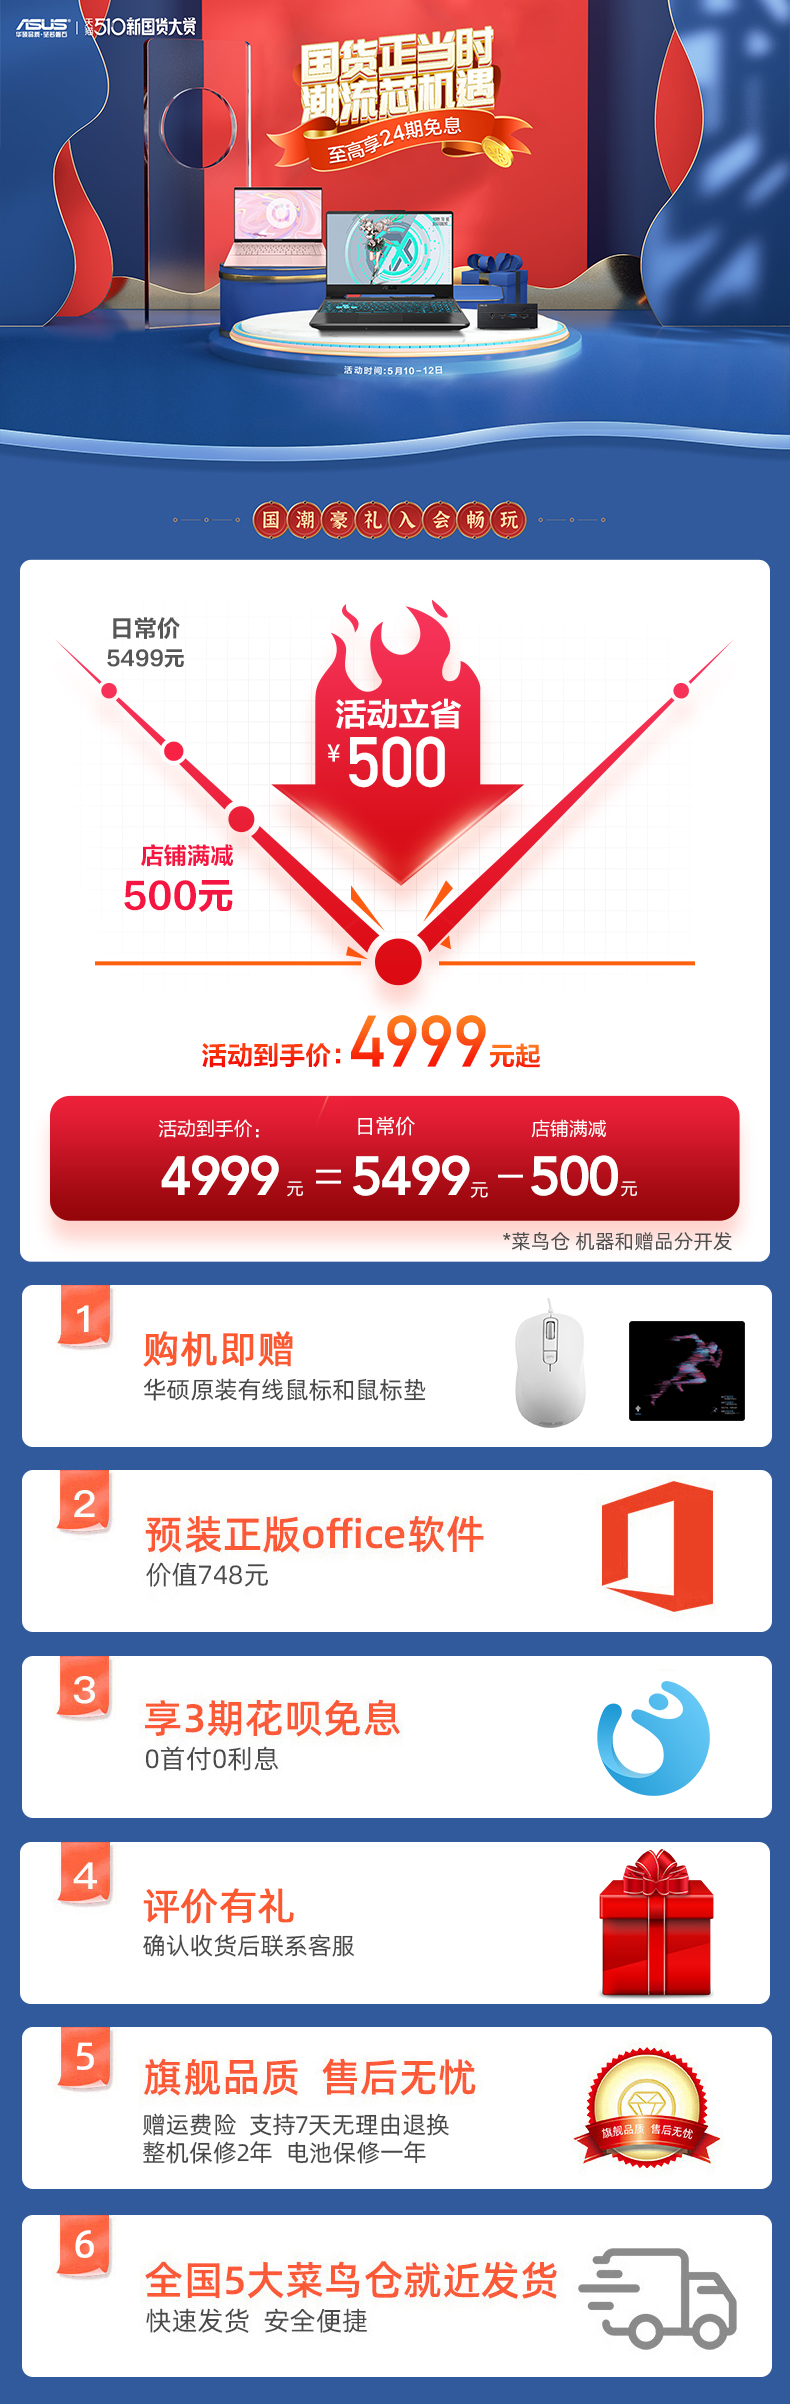 ASUS 华硕品质·坚若磐石 | 天猫510新国货大赏
国货正当时
潮流芯机遇
至高享24期免息
活动时间:5月10-12日
国潮豪礼入会畅玩
日常价
5499元
活动立省
¥500
店铺满减
500元
活动到手价:4999元起
活动到手价: 日常价 店铺满减
4999元=5499元-500元
*菜鸟仓 机器和赠品分开发
1
购机即赠
华硕原装有线鼠标和鼠标垫
2
预装正版office软件
价值748元
3
享3期花呗免息
0首付0利息
4
评价有礼
确认收货后联系客服
5
旗舰品质 售后无忧
赠运费险 支持7天无理由退换
整机保修2年 电池保修一年
旗舰品质 售后无忧
6
全国5大菜鸟仓就近发货
快速发货 安全便捷